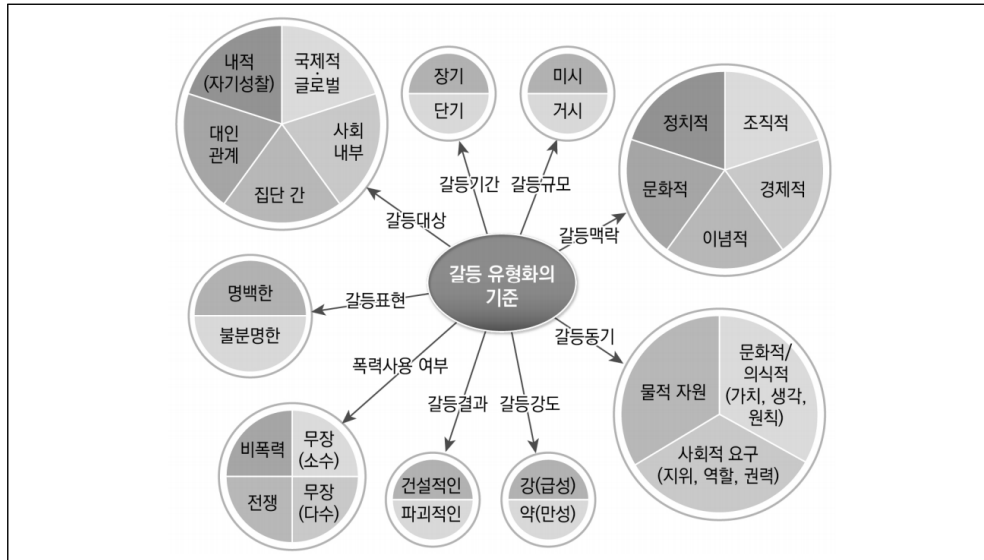 내적
(자기성찰)
국제적
·
글로벌
대인
관계
사회
내부
집단 간
장기
단기
미시
거시
정치적
조직적
문화적
경제적
이념적
갈등기간
갈등규모
갈등대상
갈등맥락
갈등 유형화의
기준
명백한
불분명한
갈등표현
갈등동기
폭력사용 여부
갈등결과
갈등강도
물적 자원
문화적/
의식적
(가치, 생각,
원칙)
사회적 요구
(지위, 역할, 권력)
비폭력
무장
(소수)
전쟁
무장
(다수)
건설적인
파괴적인
강(급성)
약(만성)